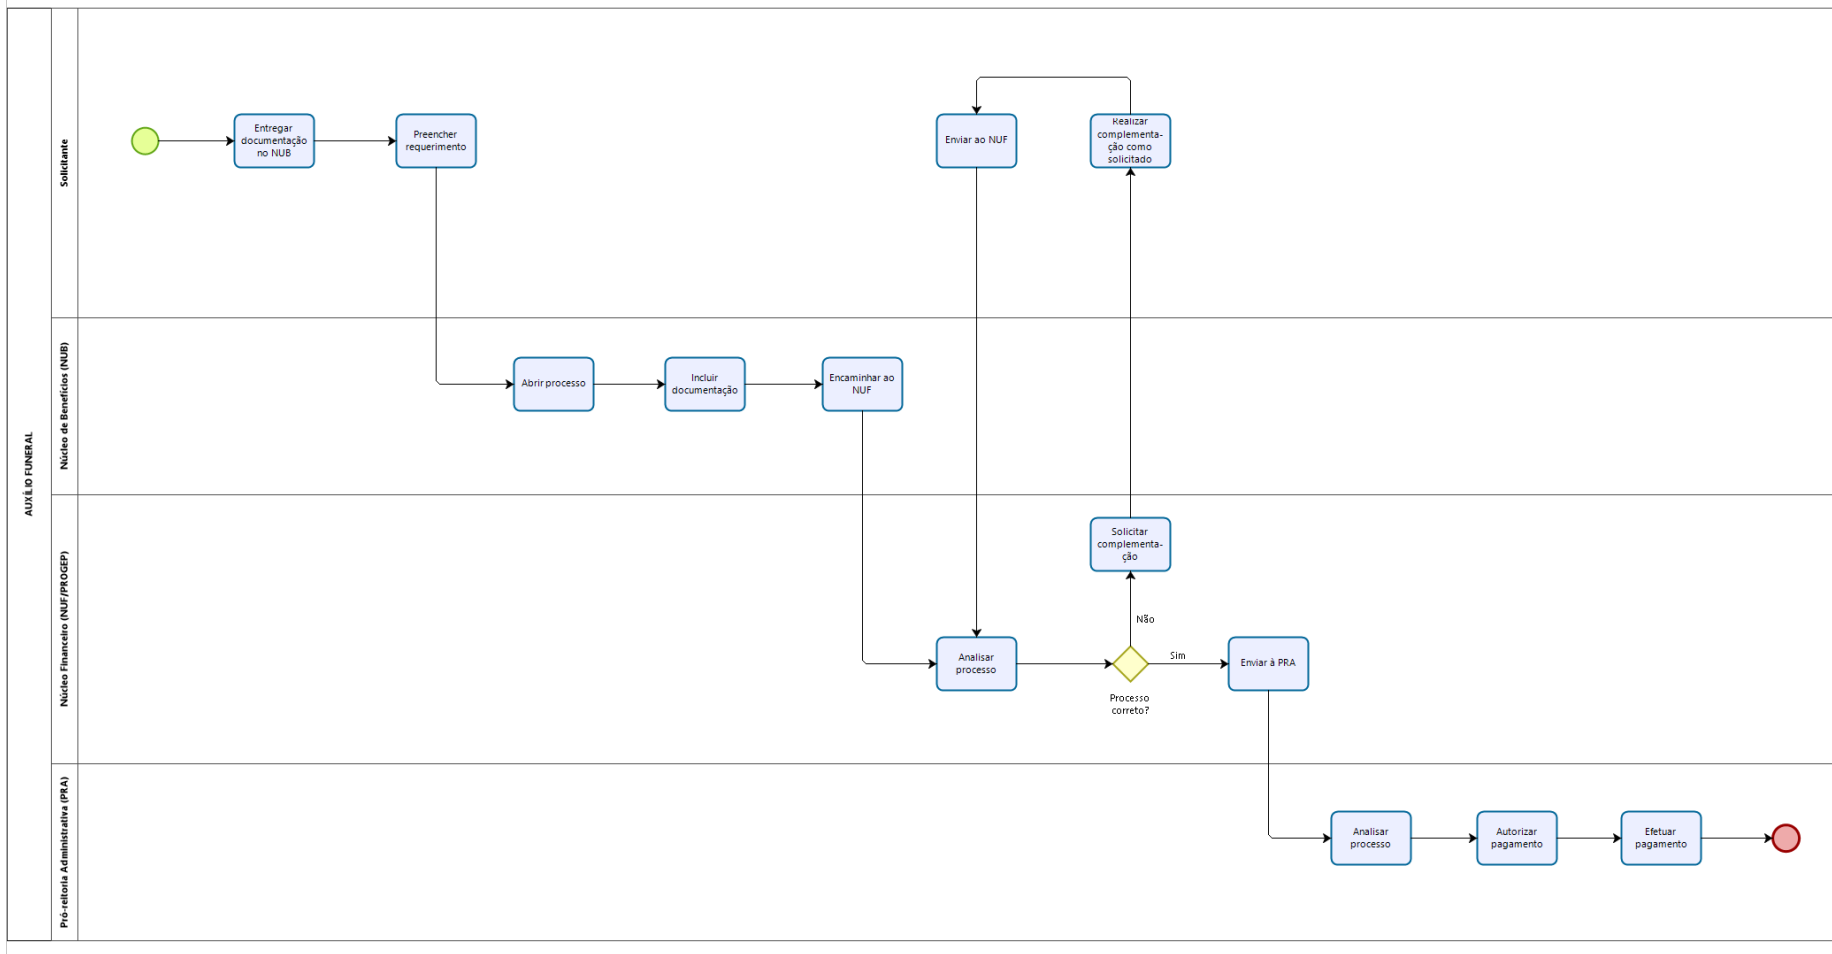 AUXÍLIO FUNERAL
Solicitante
Entregar
documentação
no NUB
Preencher
requerimento
Enviar ao NUF
Realizar
complementa-
ção como
solicitado
Núcleo de Benefícios (NUB)
Abrir processo
Incluir
documentação
Encaminhar ao
NUF
Núcleo Financeiro (NUF/PROGEP)
Solicitar
complementa-
ção
Não
Analisar
processo
Sim
Enviar à PRA
Processo
correto?
Pró-reitoria Administrativa (PRA)
Analisar
processo
Autorizar
pagamento
Efetuar
pagamento